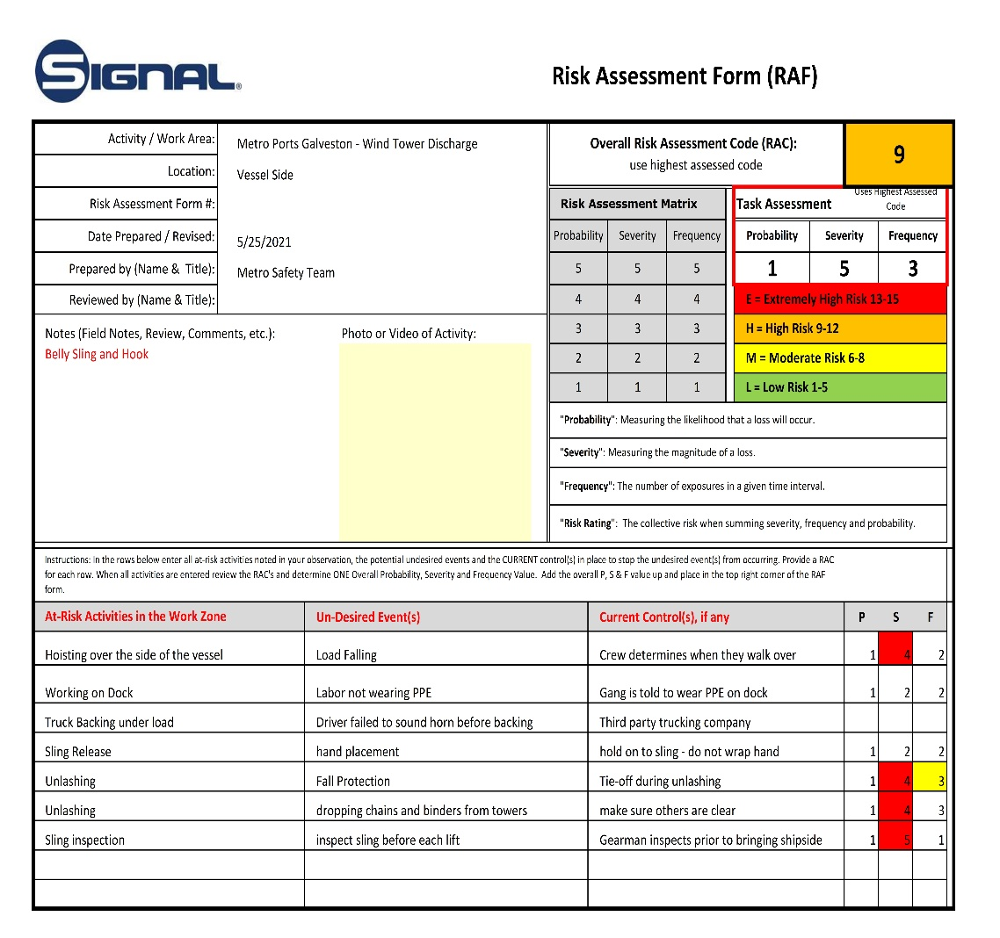 SIGNAL®
Risk Assessment Form (RAF)
Activity / Work Area: Metro Ports Galveston - Wind Tower Discharge
Location: Vessel Side
Risk Assessment Form #:
Date Prepared / Revised: 5/25/2021
Prepared by (Name & Title): Metro Safety Team
Reviewed by (Name & Title):
Notes (Field Notes, Review, Comments, etc.):
Belly Sling and Hook
Photo or Video of Activity:
Overall Risk Assessment Code (RAC):
use highest assessed code
9
Risk Assessment Matrix
Probability Severity Frequency
5 5 5
4 4 4
3 3 3
2 2 2
1 1 1
Task Assessment
Uses Highest Assessed
Code
Probability Severity Frequency
1 5 3
E = Extremely High Risk 13-15
H = High Risk 9-12
M = Moderate Risk 6-8
L = Low Risk 1-5
"Probability": Measuring the likelihood that a loss will occur.
"Severity": Measuring the magnitude of a loss.
"Frequency": The number of exposures in a given time interval.
"Risk Rating": The collective risk when summing severity, frequency and probability.
Instructions: In the rows below enter all at-risk activities noted in your observation, the potential undesired events and the CURRENT control(s) in place to stop the undesired event(s) from occurring. Provide a RAC
for each row. When all activities are entered review the RAC's and determine ONE Overall Probability, Severity and Frequency Value. Add the overall P, S & F value up and place in the top right corner of the RAF
form.
At-Risk Activities in the Work Zone Un-Desired Event(s) Current Control(s), if any P S F
Hoisting over the side of the vessel Load Falling Crew determines when they walk over 1 4 2
Working on Dock Labor not wearing PPE Gang is told to wear PPE on dock 1 2 2
Truck Backing under load Driver failed to sound horn before backing Third party trucking company
Sling Release hand placement hold on to sling - do not wrap hand 1 2 2
Unlashing Fall Protection Tie-off during unlashing 1 4 3
Unlashing dropping chains and binders from towers make sure others are clear 1 4 3
Sling inspection inspect sling before each lift Gearman inspects prior to bringing shipside 1 5 1